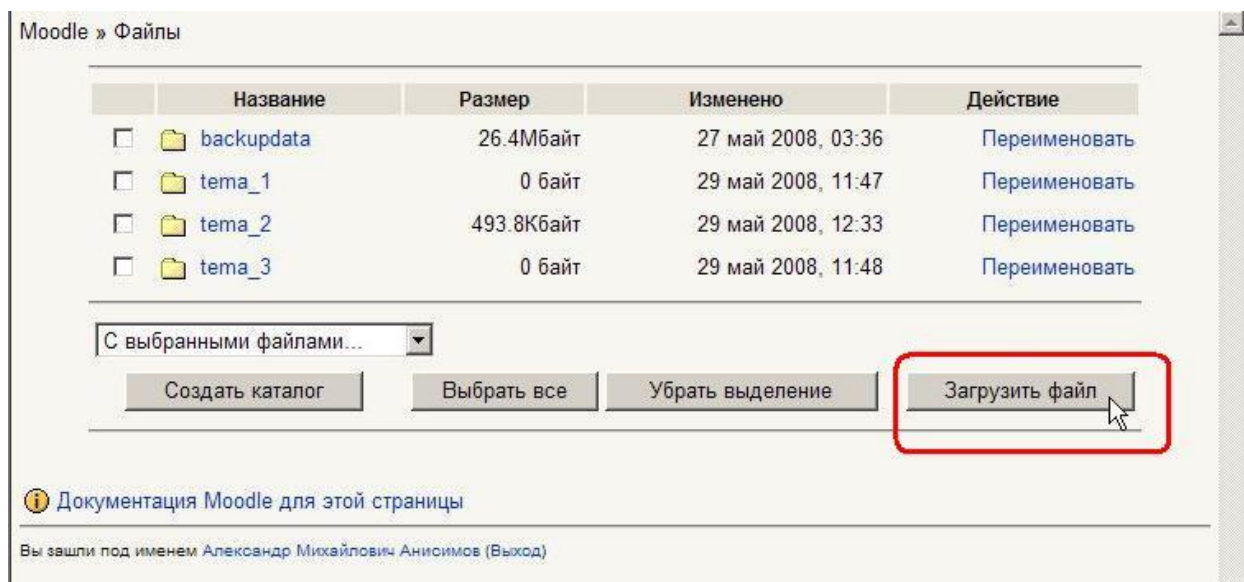 Moodle » Файлы
Название Размер Изменено Действие
backupdata 26.4Мбайт 27 май 2008, 03:36 Переименовать
tema_1 0 байт 29 май 2008, 11:47 Переименовать
tema_2 493.8Кбайт 29 май 2008, 12:33 Переименовать
tema_3 0 байт 29 май 2008, 11:48 Переименовать
С выбранными файлами...
Создать каталог Выбрать все Убрать выделение Загрузить файл
Документация Moodle для этой страницы
Вы зашли под именем Александр Михайлович Анисимов (Выход)